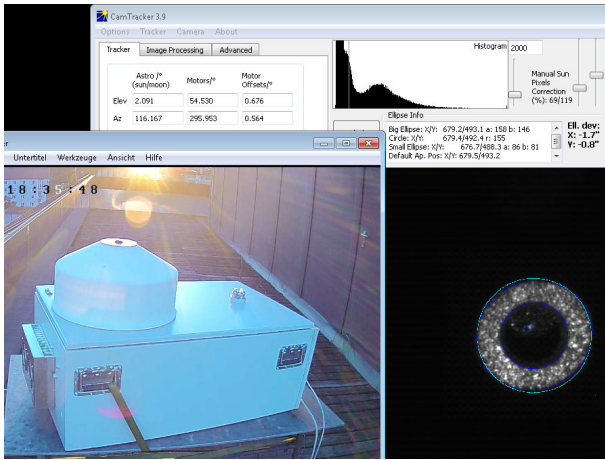 CamTracker 3.9
Options Tracker Camera About
Tracker Image Processing Advanced
Astro /° (sun/moon) Motors/° Motor Offsets/°
Elev 2.091 54.530 0.676
Az 116.167 295.953 0.564
Histogram 2000
Manual Sun
Pixels
Correction
(%): 69/119
Ellipse Info
Big Ellipse: X/Y: 679.2/493.1 a: 158 b: 146
Circle: X/Y: 679.4/492.4 r: 155
Small Ellipse: X/Y: 676.7/488.3 a: 86 b: 81
Default Ap. Pos: X/Y: 679.5/493.2
Ell. dev:
X: -1.7"
Y: -0.8"
Untertitel Werkzeuge Ansicht Hilfe
18:35:48